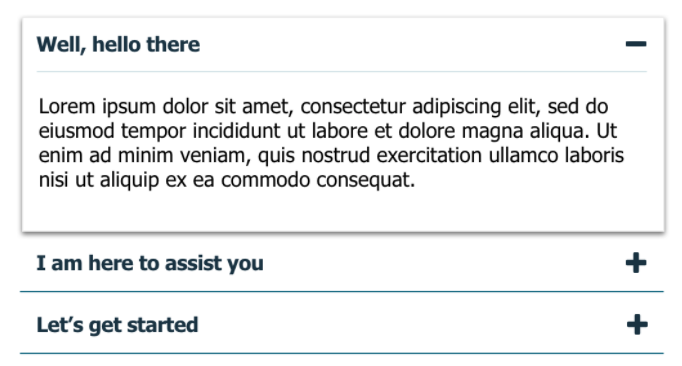 Well, hello there
Lorem ipsum dolor sit amet, consectetur adipiscing elit, sed do
eiusmod tempor incididunt ut labore et dolore magna aliqua. Ut
enim ad minim veniam, quis nostrud exercitation ullamco laboris
nisi ut aliquip ex ea commodo consequat.
I am here to assist you
Let’s get started